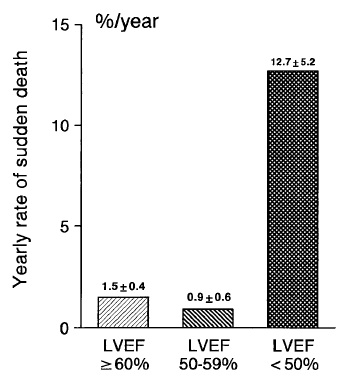 %/year
Yearly rate of sudden death
15
10
5
0
1.5±0.4
0.9±0.6
12.7±5.2
LVEF
≥60%
LVEF
50-59%
LVEF
<50%